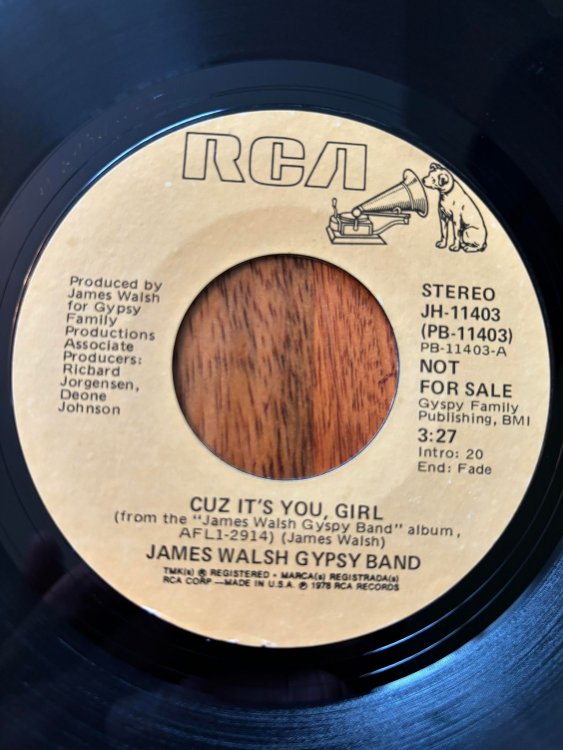 RCA
Produced by
James Walsh
for Gypsy
Family
Productions
Associate
Producers:
Richard
Jorgensen,
Deone
Johnson
STEREO
JH-11403
(PB-11403)
PB-11403-A
NOT
FOR SALE
Gyspy Family
Publishing, BMI
3:27
Intro: 20
End: Fade
CUZ IT'S YOU, GIRL
(from the "James Walsh Gyspy Band" album,
AFL1-2914) (James Walsh)
JAMES WALSH GYPSY BAND
TMK(s) ® REGISTERED • MARCA(s) REGISTRADA(s)
RCA CORP—MADE IN U.S.A. ℗ 1978 RCA RECORDS